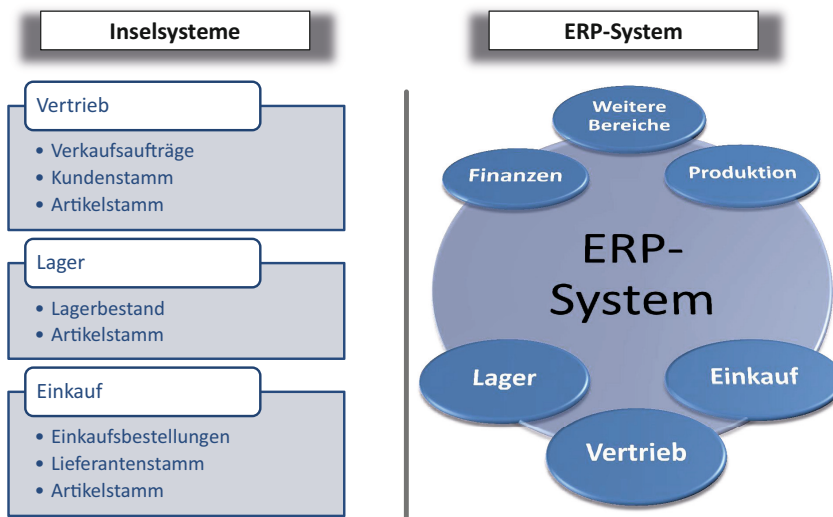 Inselsysteme
Vertrieb
• Verkaufsaufträge
• Kundenstamm
• Artikelstamm
Lager
• Lagerbestand
• Artikelstamm
Einkauf
• Einkaufsbestellungen
• Lieferantenstamm
• Artikelstamm
ERP-System
Weitere
Bereiche
Finanzen
Produktion
ERP-
System
Lager
Einkauf
Vertrieb